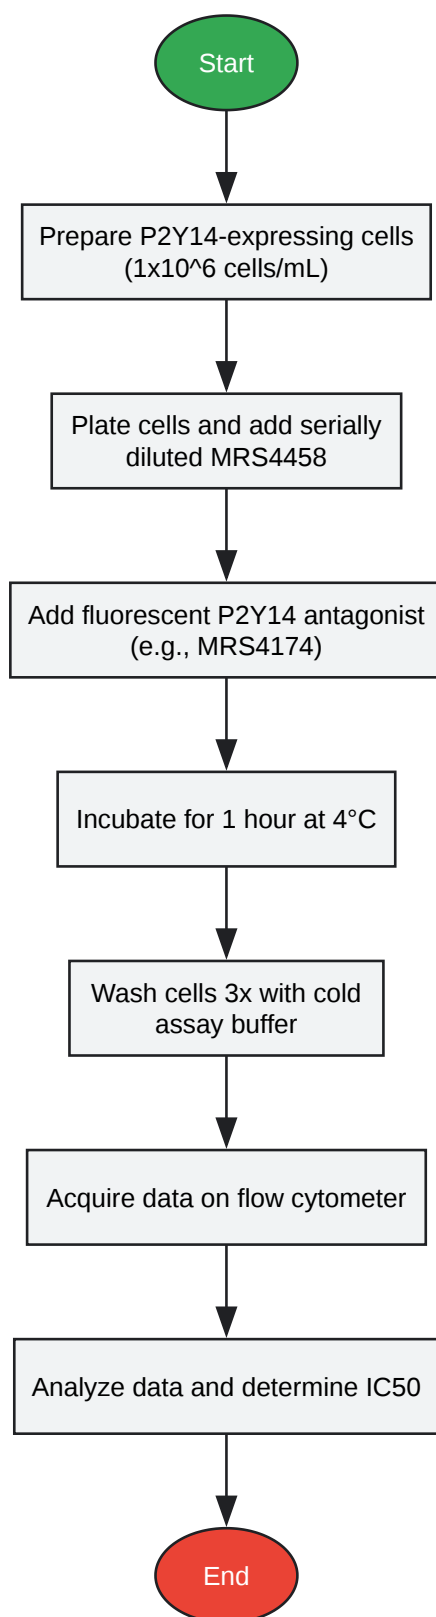 Start
Prepare P2Y14-expressing cells
(1x10^6 cells/mL)
Plate cells and add serially
diluted MRS4458
Add fluorescent P2Y14 antagonist
(e.g., MRS4174)
Incubate for 1 hour at 4°C
Wash cells 3x with cold
assay buffer
Acquire data on flow cytometer
Analyze data and determine IC50
End